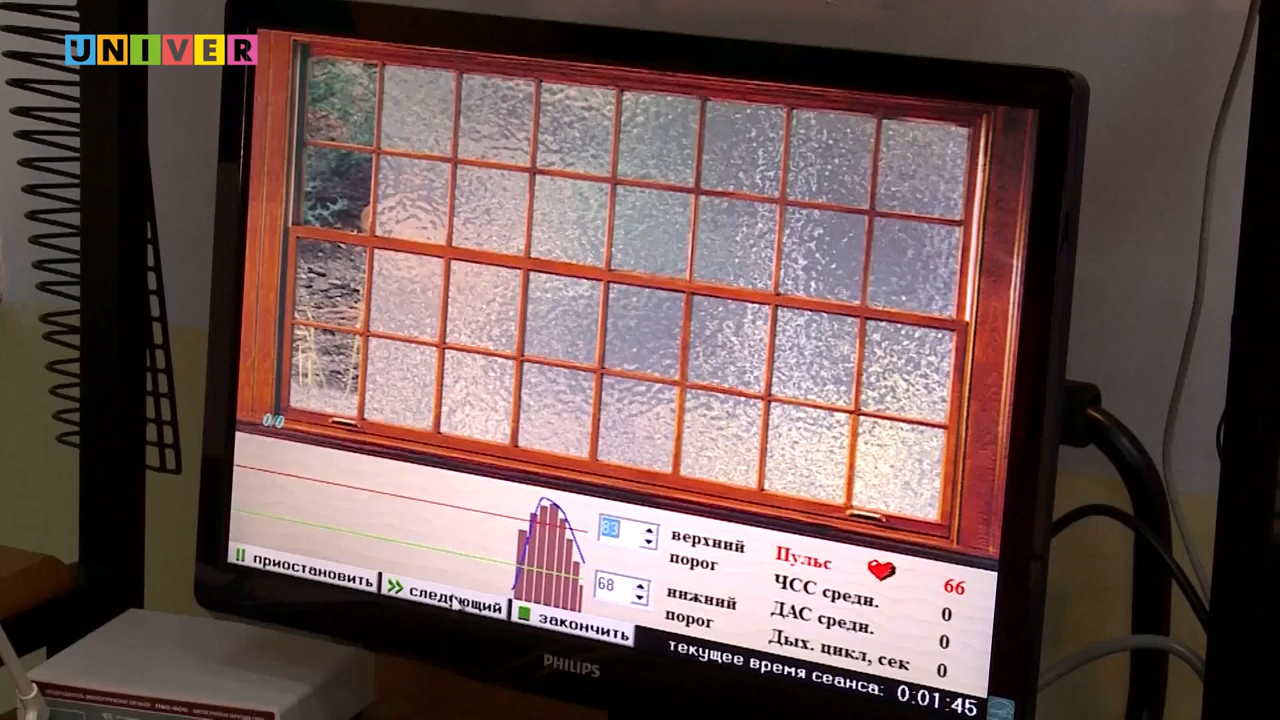 UNIVER
0/0
83
верхний
порог
68
нижний
порог
Пульс 66
ЧСС средн. 0
ДАС средн. 0
Дых. цикл, сек 0
приостановить
следующий
закончить
текущее время сеанса: 0:01:45
PHILIPS